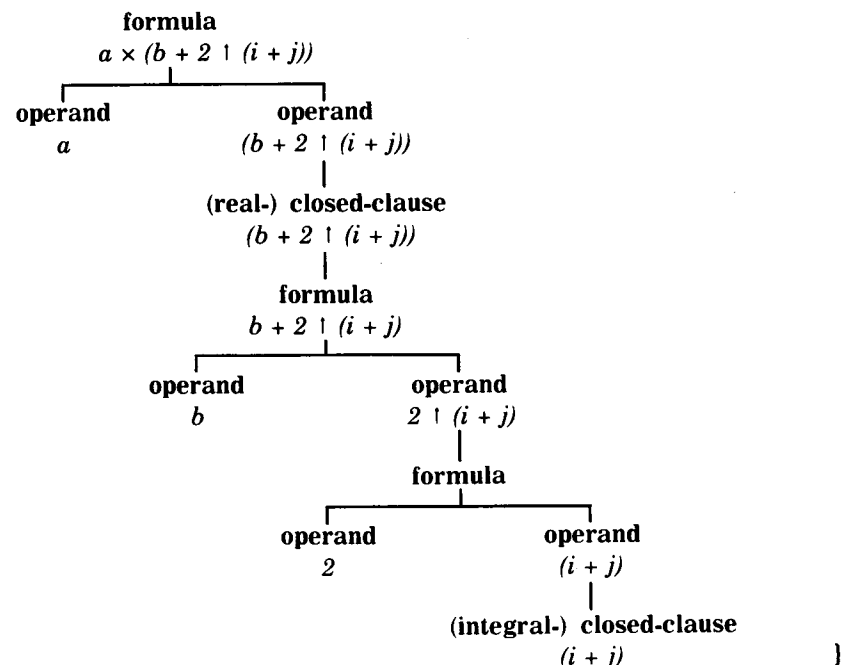 formula
a × (b + 2 ↑ (i + j))
operand operand
a (b + 2 ↑ (i + j))
(real-) closed-clause
(b + 2 ↑ (i + j))
formula
b + 2 ↑ (i + j)
operand operand
b 2 ↑ (i + j)
formula
operand operand
2 (i + j)
(integral-) closed-clause
(i + j) }